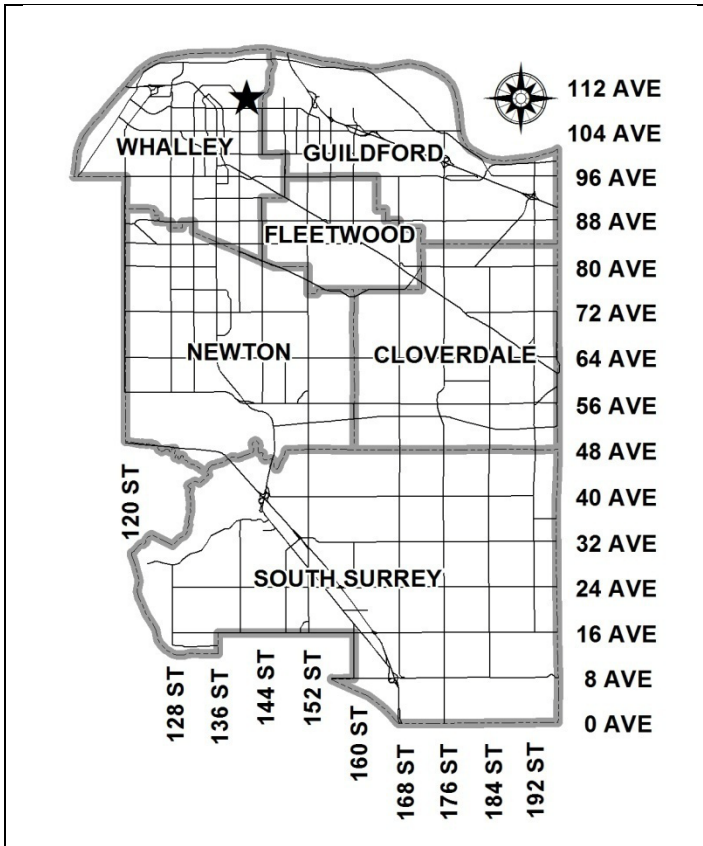 112 AVE
104 AVE
WHALLEY
GUILDFORD
96 AVE
88 AVE
FLEETWOOD
80 AVE
72 AVE
NEWTON
CLOVERDALE
64 AVE
56 AVE
48 AVE
120 ST
40 AVE
32 AVE
SOUTH SURREY
24 AVE
16 AVE
8 AVE
0 AVE
128 ST
136 ST
144 ST
152 ST
160 ST
168 ST
176 ST
184 ST
192 ST